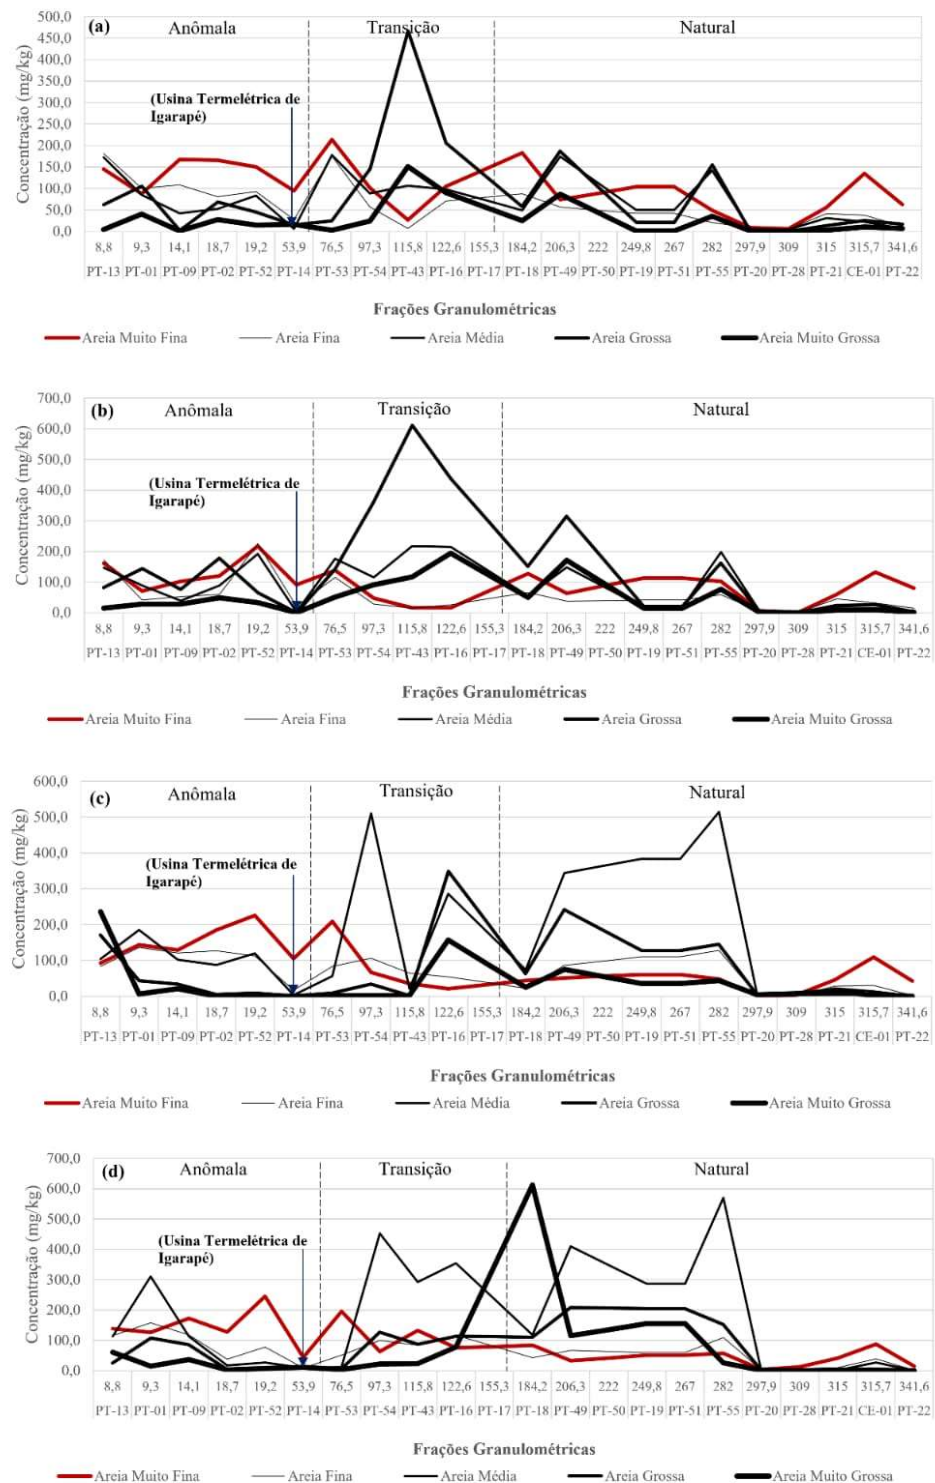 (a)
Anômala Transição Natural
Concentração (mg/kg)
500,0
450,0
400,0
350,0
300,0
250,0
200,0
150,0
100,0
50,0
0,0
(Usina Termelétrica de
Igarapé)
8,8 9,3 14,1 18,7 19,2 53,9 76,5 97,3 115,8 122,6 155,3 184,2 206,3 222 249,8 267 282 297,9 309 315 315,7 341,6
PT-13 PT-01 PT-09 PT-02 PT-52 PT-14 PT-53 PT-54 PT-43 PT-16 PT-17 PT-18 PT-49 PT-50 PT-19 PT-51 PT-55 PT-20 PT-28 PT-21 CE-01 PT-22
Frações Granulométricas
Areia Muito Fina Areia Fina Areia Média Areia Grossa Areia Muito Grossa
(b)
Anômala Transição Natural
Concentração (mg/kg)
700,0
600,0
500,0
400,0
300,0
200,0
100,0
0,0
(Usina Termelétrica de
Igarapé)
8,8 9,3 14,1 18,7 19,2 53,9 76,5 97,3 115,8 122,6 155,3 184,2 206,3 222 249,8 267 282 297,9 309 315 315,7 341,6
PT-13 PT-01 PT-09 PT-02 PT-52 PT-14 PT-53 PT-54 PT-43 PT-16 PT-17 PT-18 PT-49 PT-50 PT-19 PT-51 PT-55 PT-20 PT-28 PT-21 CE-01 PT-22
Frações Granulométricas
Areia Muito Fina Areia Fina Areia Média Areia Grossa Areia Muito Grossa
(c)
Anômala Transição Natural
Concentração (mg/kg)
600,0
500,0
400,0
300,0
200,0
100,0
0,0
(Usina Termelétrica de
Igarapé)
8,8 9,3 14,1 18,7 19,2 53,9 76,5 97,3 115,8 122,6 155,3 184,2 206,3 222 249,8 267 282 297,9 309 315 315,7 341,6
PT-13 PT-01 PT-09 PT-02 PT-52 PT-14 PT-53 PT-54 PT-43 PT-16 PT-17 PT-18 PT-49 PT-50 PT-19 PT-51 PT-55 PT-20 PT-28 PT-21 CE-01 PT-22
Frações Granulométricas
Areia Muito Fina Areia Fina Areia Média Areia Grossa Areia Muito Grossa
(d)
Anômala Transição Natural
Concentração (mg/kg)
700,0
600,0
500,0
400,0
300,0
200,0
100,0
0,0
(Usina Termelétrica de
Igarapé)
8,8 9,3 14,1 18,7 19,2 53,9 76,5 97,3 115,8 122,6 155,3 184,2 206,3 222 249,8 267 282 297,9 309 315 315,7 341,6
PT-13 PT-01 PT-09 PT-02 PT-52 PT-14 PT-53 PT-54 PT-43 PT-16 PT-17 PT-18 PT-49 PT-50 PT-19 PT-51 PT-55 PT-20 PT-28 PT-21 CE-01 PT-22
Frações Granulométricas
Areia Muito Fina Areia Fina Areia Média Areia Grossa Areia Muito Grossa